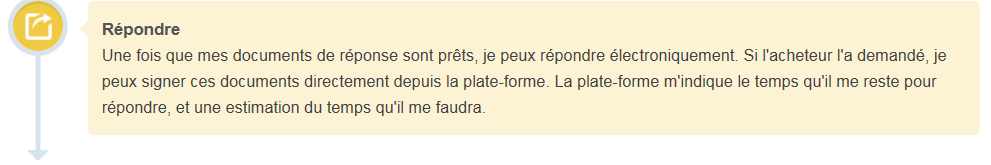 Répondre
Une fois que mes documents de réponse sont prêts, je peux répondre électroniquement. Si l'acheteur l'a demandé, je
peux signer ces documents directement depuis la plate-forme. La plate-forme m'indique le temps qu'il me reste pour
répondre, et une estimation du temps qu'il me faudra.